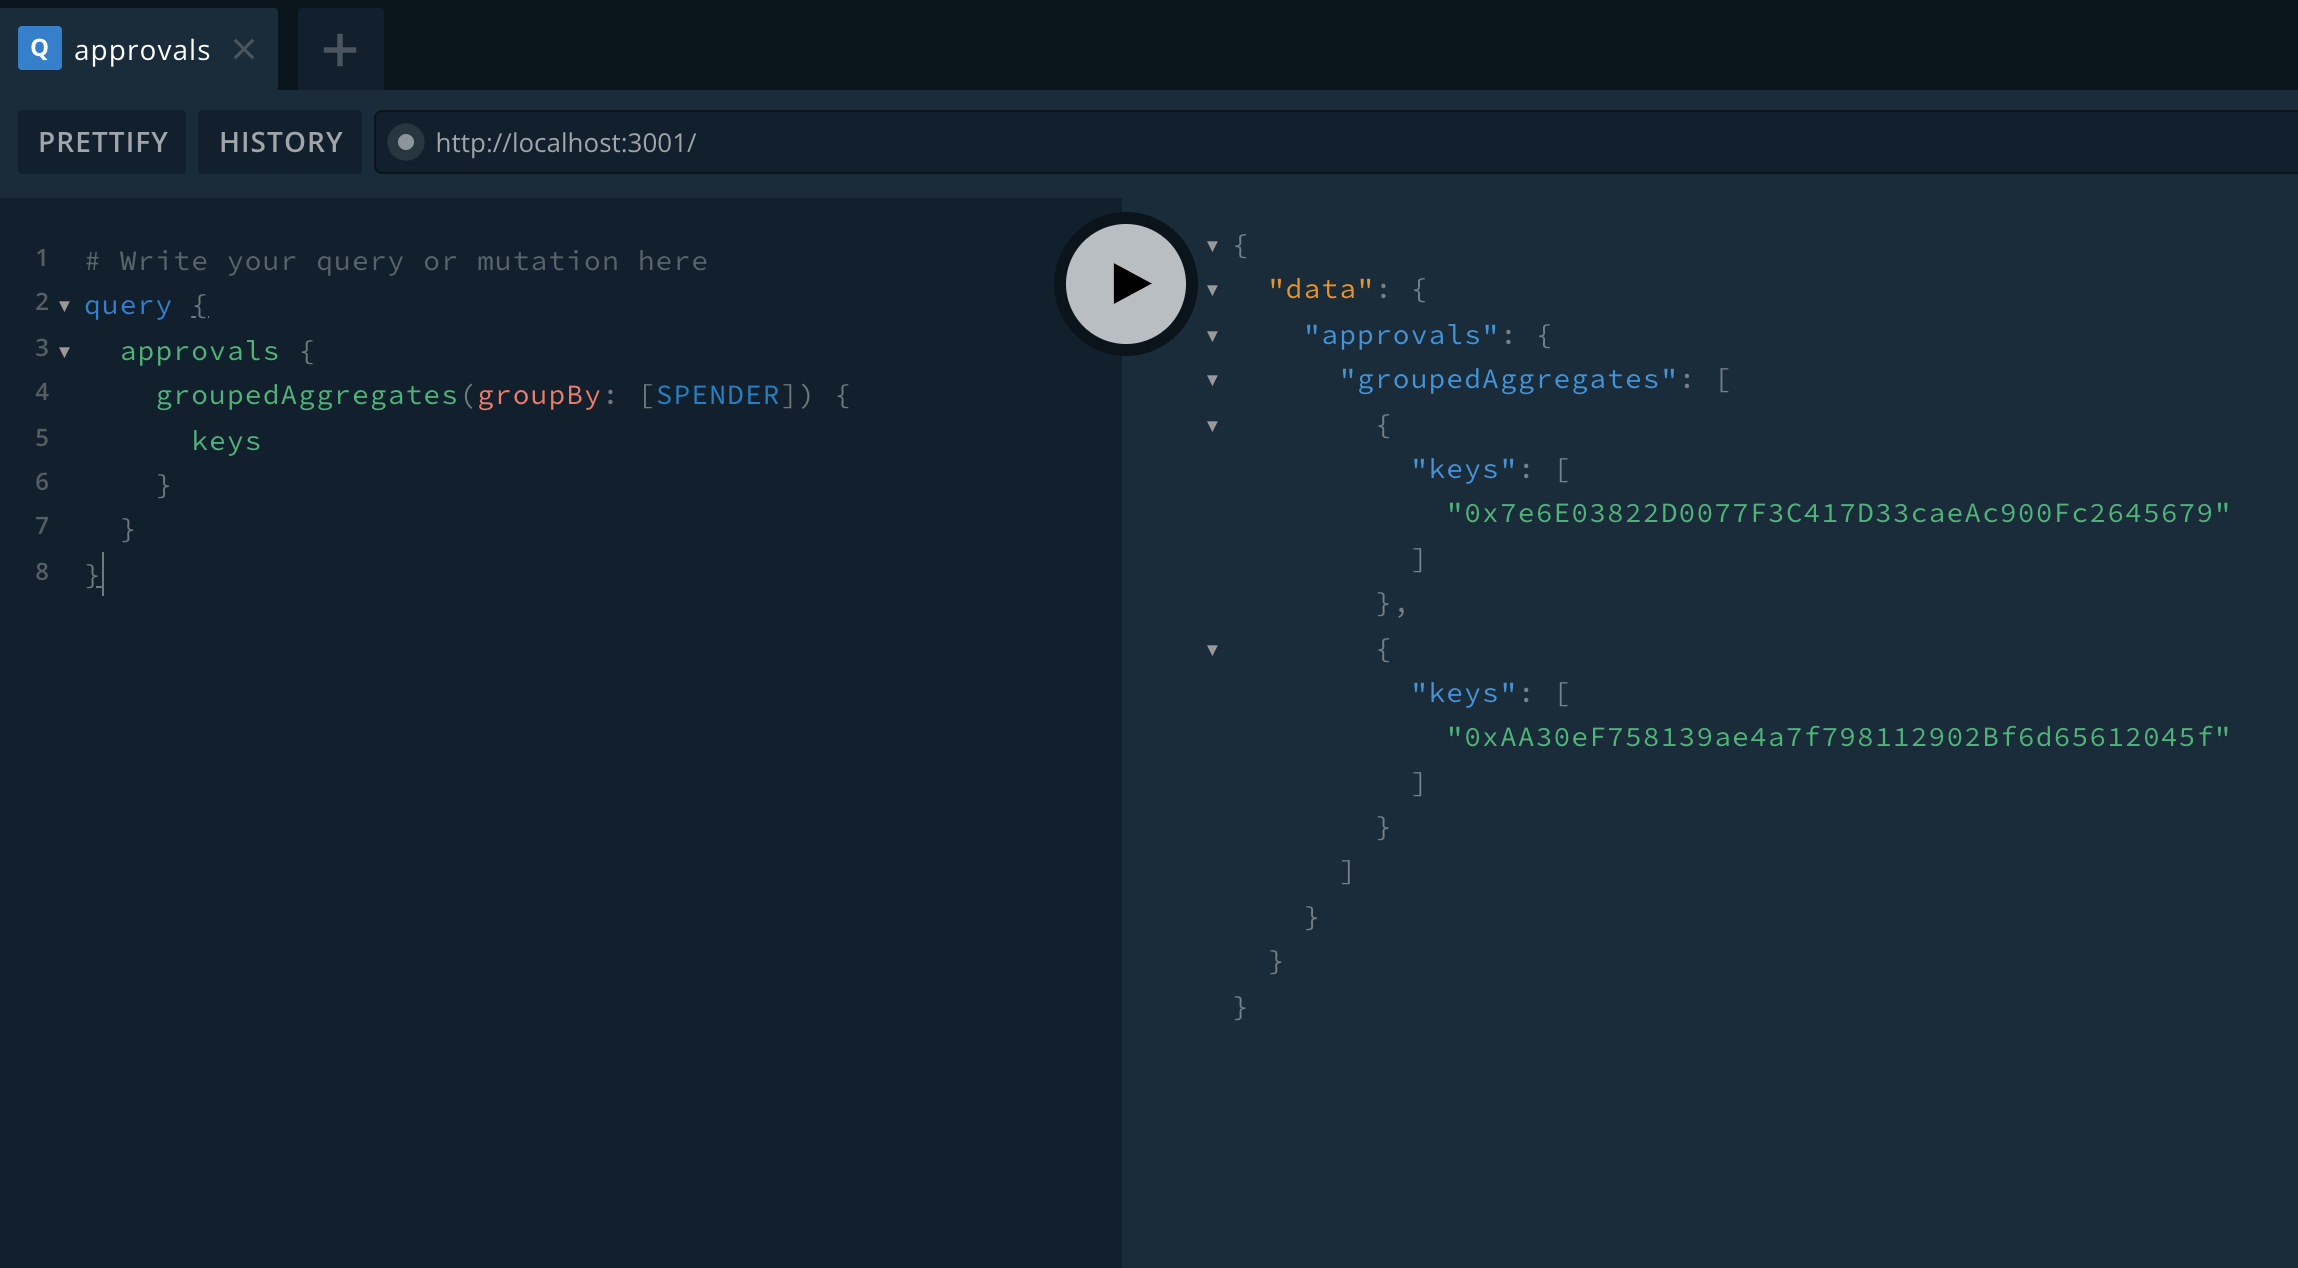 Q approvals
PRETTIFY HISTORY http://localhost:3001/
1 # Write your query or mutation here
2 query {
3 approvals {
4 groupedAggregates(groupBy: [SPENDER]) {
5 keys
6 }
7 }
8 }
{
"data": {
"approvals": {
"groupedAggregates": [
{
"keys": [
"0x7e6E03822D0077F3C417D33caeAc900Fc2645679"
]
},
{
"keys": [
"0xAA30eF758139ae4a7f798112902Bf6d65612045f"
]
}
]
}
}
}